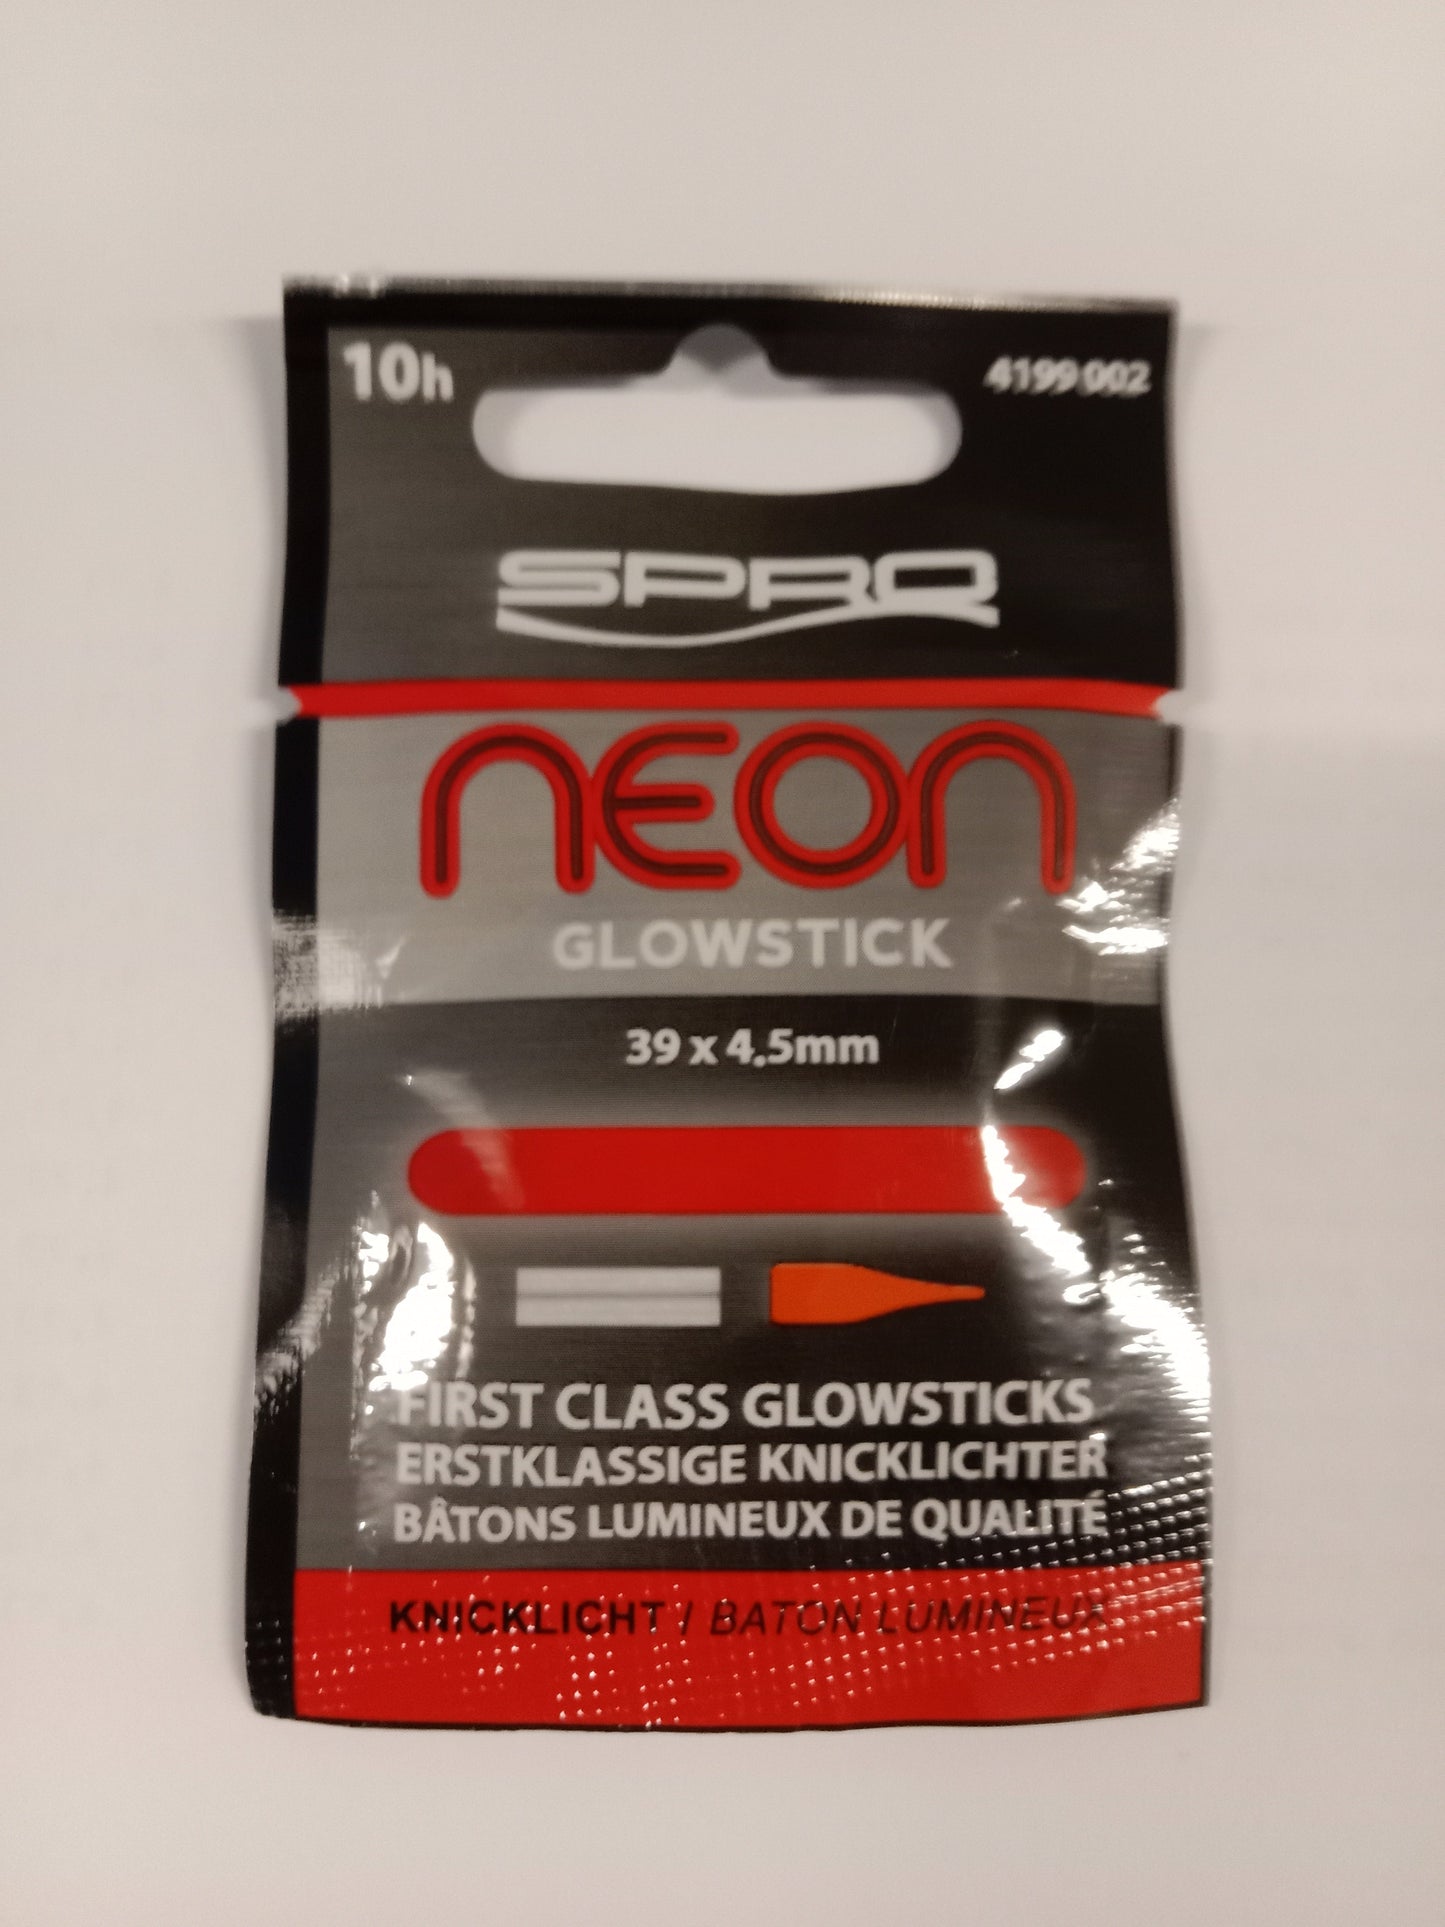 10h
4199 002
SPRO
NEON
GLOWSTICK
39 x 4,5mm
FIRST CLASS GLOWSTICKS
ERSTKLASSIGE KNICKLICHTER
BÂTONS LUMINEUX DE QUALITÉ
KNICKLICHT / BATON LUMINEUX